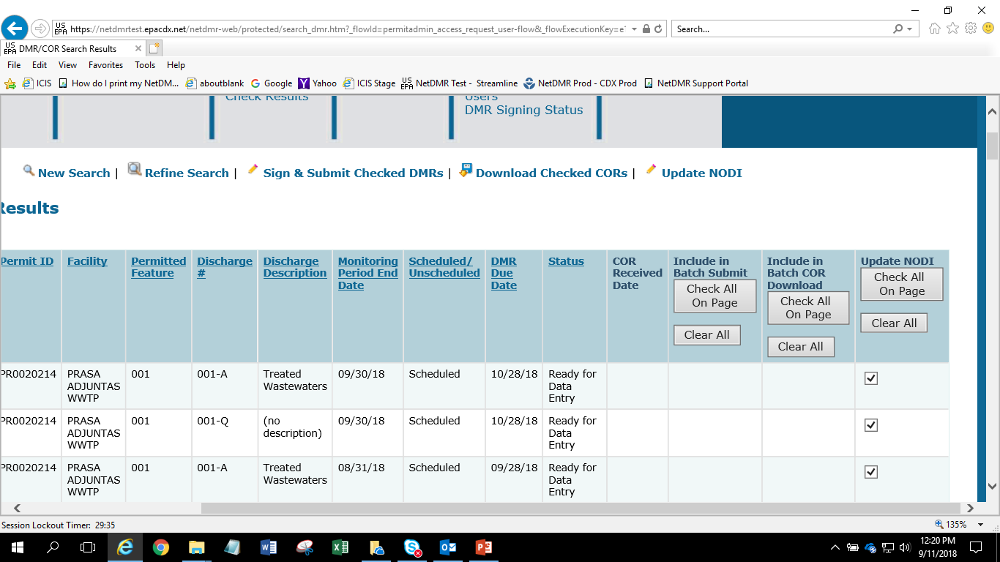 US
EPA
https://netdmrtest.epacdx.net/netdmr-web/protected/search_dmr.htm?_flowId=permitadmin_access_request_user-flow&_flowExecutionKey=e
Search...
US
EPA
DMR/COR Search Results
File Edit View Favorites Tools Help
ICIS How do I print my NetDM... aboutblank Google Yahoo ICIS Stage US EPA NetDMR Test - Streamline NetDMR Prod - CDX Prod NetDMR Support Portal
Check Results
Users
DMR Signing Status
New Search | Refine Search | Sign & Submit Checked DMRs | Download Checked CORs | Update NODI
Results
Permit ID
Facility
Permitted
Feature
Discharge
#
Discharge
Description
Monitoring
Period End
Date
Scheduled/
Unscheduled
DMR
Due
Date
Status
COR
Received
Date
Include in
Batch Submit
Check All
On Page
Clear All
Include in
Batch COR
Download
Check All
On Page
Clear All
Update NODI
Check All
On Page
Clear All
PR0020214
PRASA
ADJUNTAS
WWTP
001
001-A
Treated
Wastewaters
09/30/18
Scheduled
10/28/18
Ready for
Data
Entry
PR0020214
PRASA
ADJUNTAS
WWTP
001
001-Q
(no
description)
09/30/18
Scheduled
10/28/18
Ready for
Data
Entry
PR0020214
PRASA
ADJUNTAS
WWTP
001
001-A
Treated
Wastewaters
08/31/18
Scheduled
09/28/18
Ready for
Data
Entry
Session Lockout Timer: 29:35
135%
12:20 PM
9/11/2018